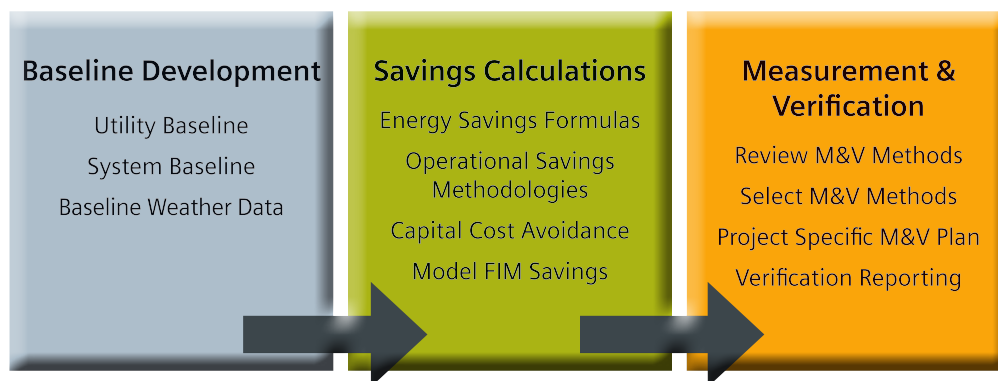 Baseline Development
Utility Baseline
System Baseline
Baseline Weather Data
Savings Calculations
Energy Savings Formulas
Operational Savings
Methodologies
Capital Cost Avoidance
Model FIM Savings
Measurement &
Verification
Review M&V Methods
Select M&V Methods
Project Specific M&V Plan
Verification Reporting